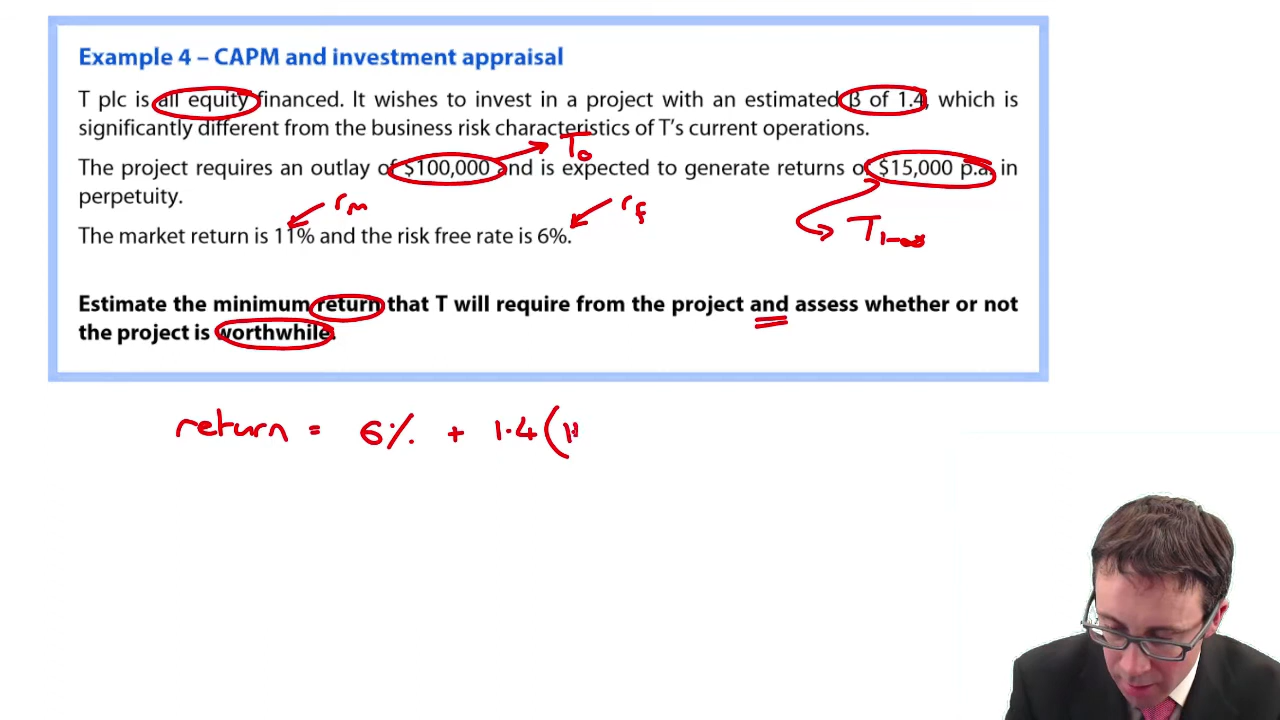 Example 4 – CAPM and investment appraisal
T plc is all equity financed. It wishes to invest in a project with an estimated β of 1.4, which is
significantly different from the business risk characteristics of T's current operations.
T0
The project requires an outlay of $100,000 and is expected to generate returns of $15,000 p.a. in
perpetuity.
rm
rf
T1-∞
The market return is 11% and the risk free rate is 6%.
Estimate the minimum return that T will require from the project and assess whether or not
the project is worthwhile.
return = 6% + 1.4 (11